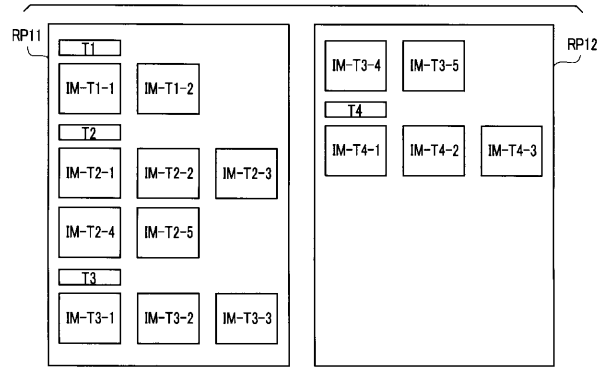 RP11
T1
IM-T1-1 IM-T1-2
T2
IM-T2-1 IM-T2-2 IM-T2-3
IM-T2-4 IM-T2-5
T3
IM-T3-1 IM-T3-2 IM-T3-3
RP12
IM-T3-4 IM-T3-5
T4
IM-T4-1 IM-T4-2 IM-T4-3